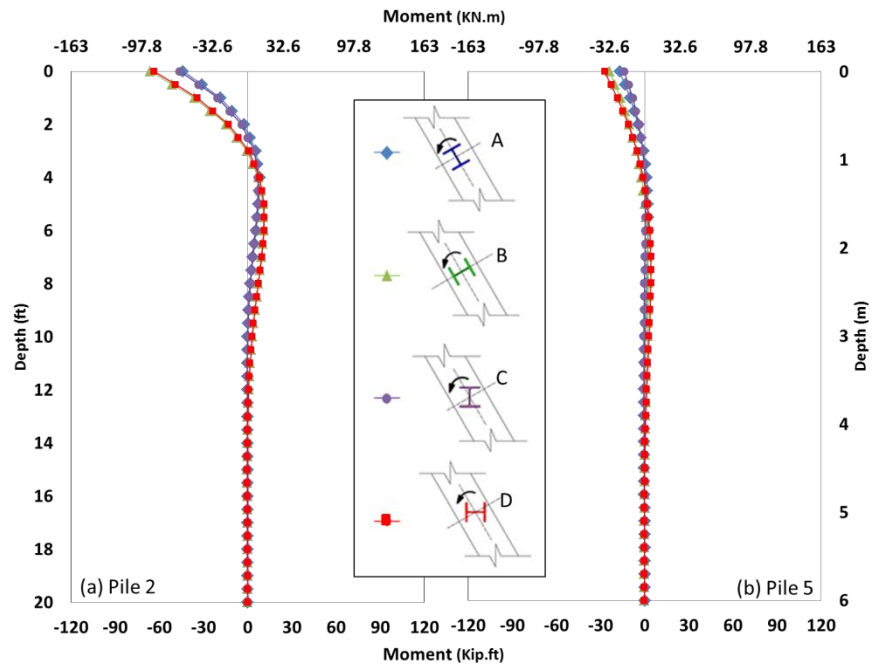 Moment (KN.m)
-163 -97.8 -32.6 32.6 97.8 163
-163 -97.8 -32.6 32.6 97.8 163
0
2
4
6
8
10
12
14
16
18
20
Depth (ft)
A
B
C
D
(a) Pile 2
(b) Pile 5
0
1
2
3
4
5
6
Depth (m)
-120 -90 -60 -30 0 30 60 90 120
-120 -90 -60 -30 0 30 60 90 120
Moment (Kip.ft)